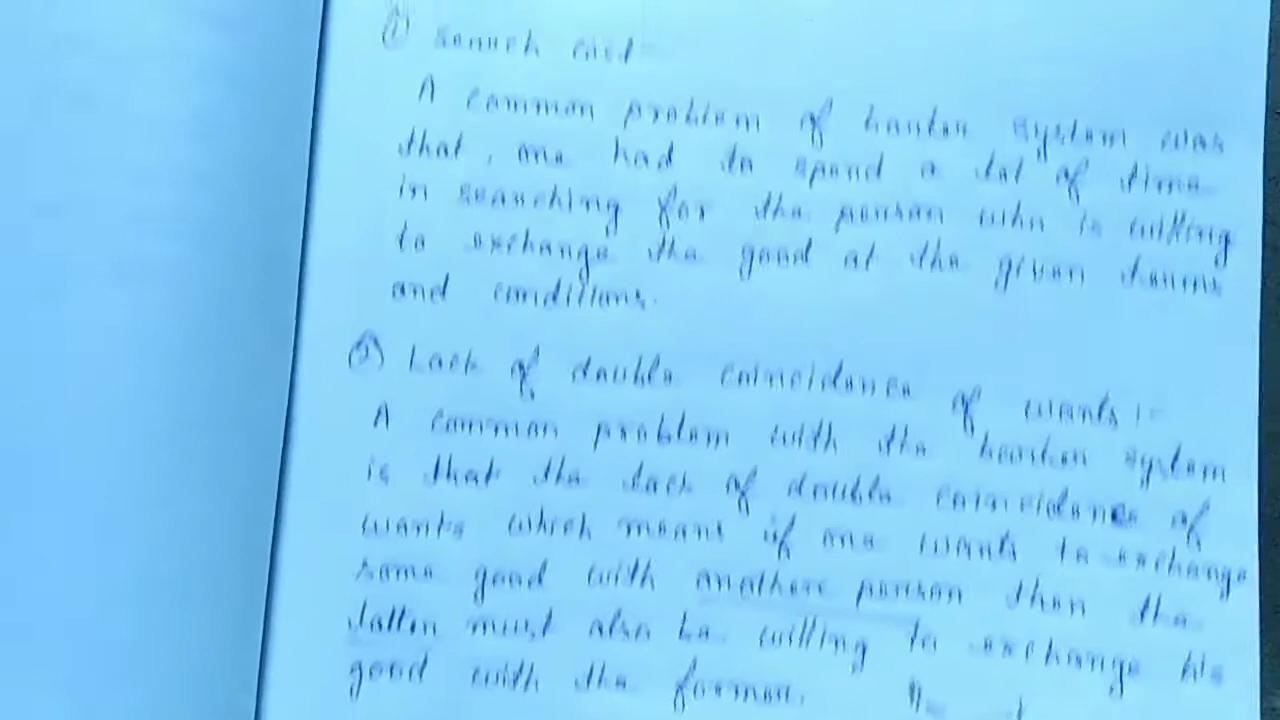 ① Search cost
A common problem of barter system was
that, one had to spend a lot of time
in searching for the person who is willing
to exchange the good at the given terms
and conditions.
② Lack of double coincidence of wants :-
A common problem with the barter system
is that the lack of double coincidence of
wants which means if one wants to exchange
some good with another person then the
latter must also be willing to exchange his
good with the former.